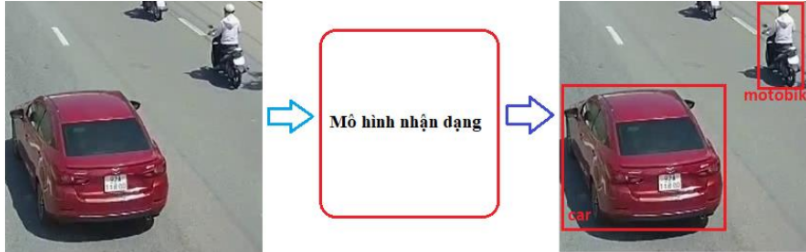 Mô hình nhận dạng
motobik
car